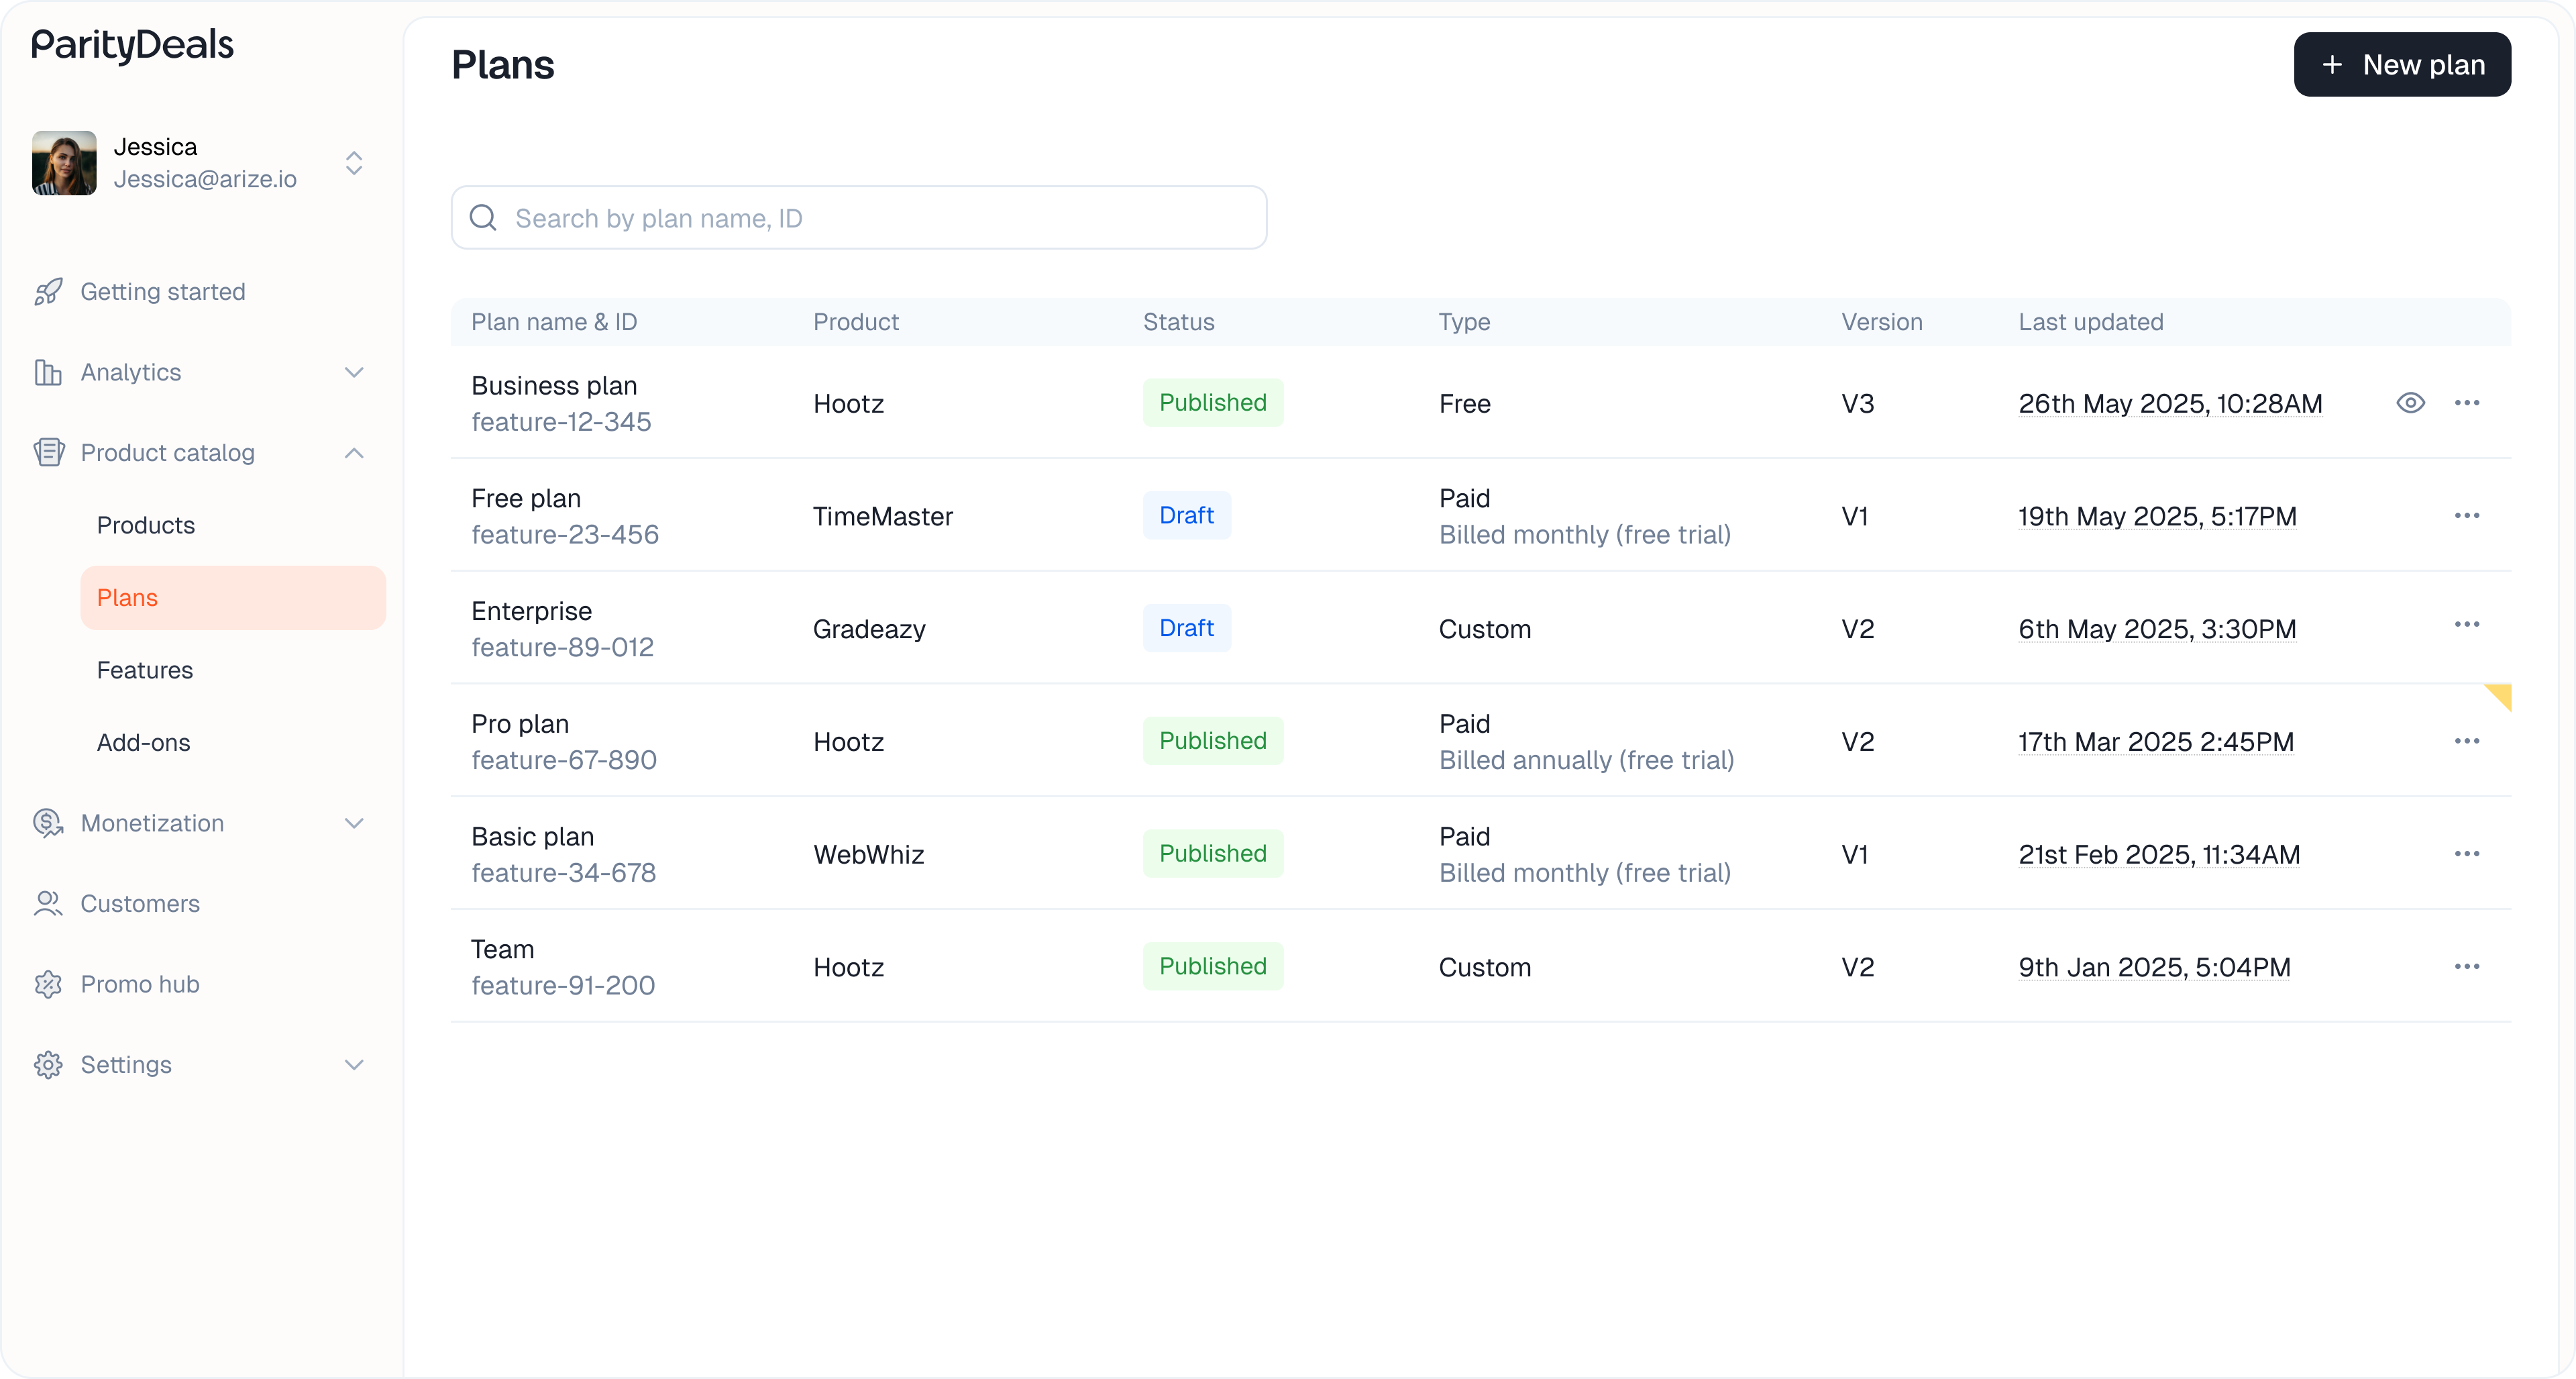 ParityDeals
Jessica
Jessica@arize.io
Getting started
Analytics
Product catalog
Products
Plans
Features
Add-ons
Monetization
Customers
Promo hub
Settings
Plans
+ New plan
Search by plan name, ID
Plan name & ID Product Status Type Version Last updated
Business plan
feature-12-345
Hootz Published Free V3 26th May 2025, 10:28AM
Free plan
feature-23-456
TimeMaster Draft
Paid
Billed monthly (free trial)
V1 19th May 2025, 5:17PM
Enterprise
feature-89-012
Gradeazy Draft Custom V2 6th May 2025, 3:30PM
Pro plan
feature-67-890
Hootz Published
Paid
Billed annually (free trial)
V2 17th Mar 2025 2:45PM
Basic plan
feature-34-678
WebWhiz Published
Paid
Billed monthly (free trial)
V1 21st Feb 2025, 11:34AM
Team
feature-91-200
Hootz Published Custom V2 9th Jan 2025, 5:04PM